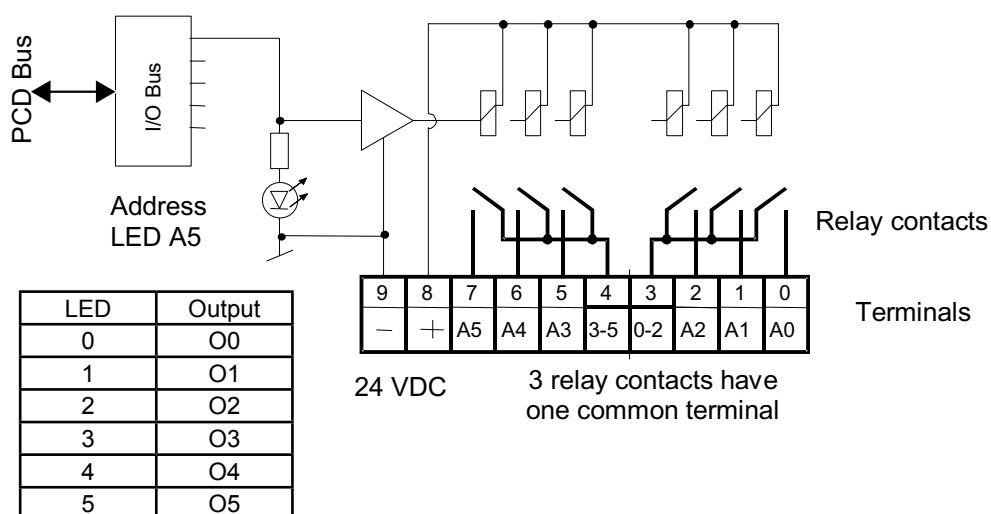 PCD Bus
I/O Bus
Address
LED A5
Relay contacts
9 8 7 6 5 4 3 2 1 0
– + A5 A4 A3 3-5 0-2 A2 A1 A0
Terminals
24 VDC
3 relay contacts have
one common terminal
LED Output
0 O0
1 O1
2 O2
3 O3
4 O4
5 O5